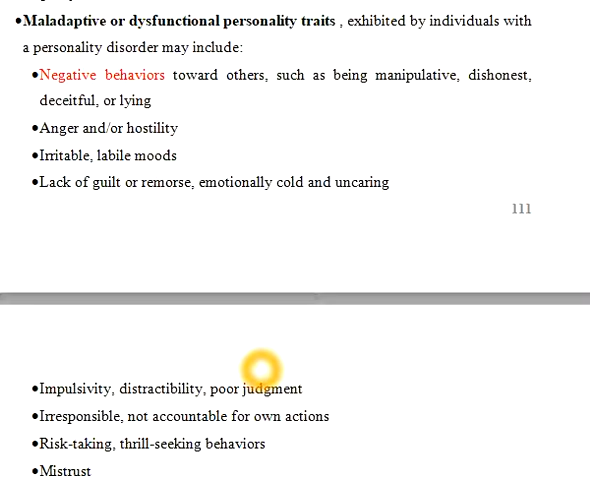 •Maladaptive or dysfunctional personality traits , exhibited by individuals with
a personality disorder may include:
•Negative behaviors toward others, such as being manipulative, dishonest,
deceitful, or lying
•Anger and/or hostility
•Irritable, labile moods
•Lack of guilt or remorse, emotionally cold and uncaring
111
•Impulsivity, distractibility, poor judgment
•Irresponsible, not accountable for own actions
•Risk-taking, thrill-seeking behaviors
•Mistrust